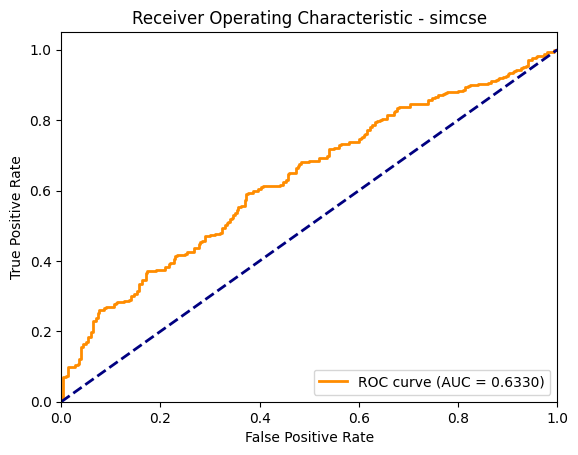 Receiver Operating Characteristic - simcse
1.0
0.8
0.6
0.4
0.2
0.0
True Positive Rate
ROC curve (AUC = 0.6330)
0.0 0.2 0.4 0.6 0.8 1.0
False Positive Rate